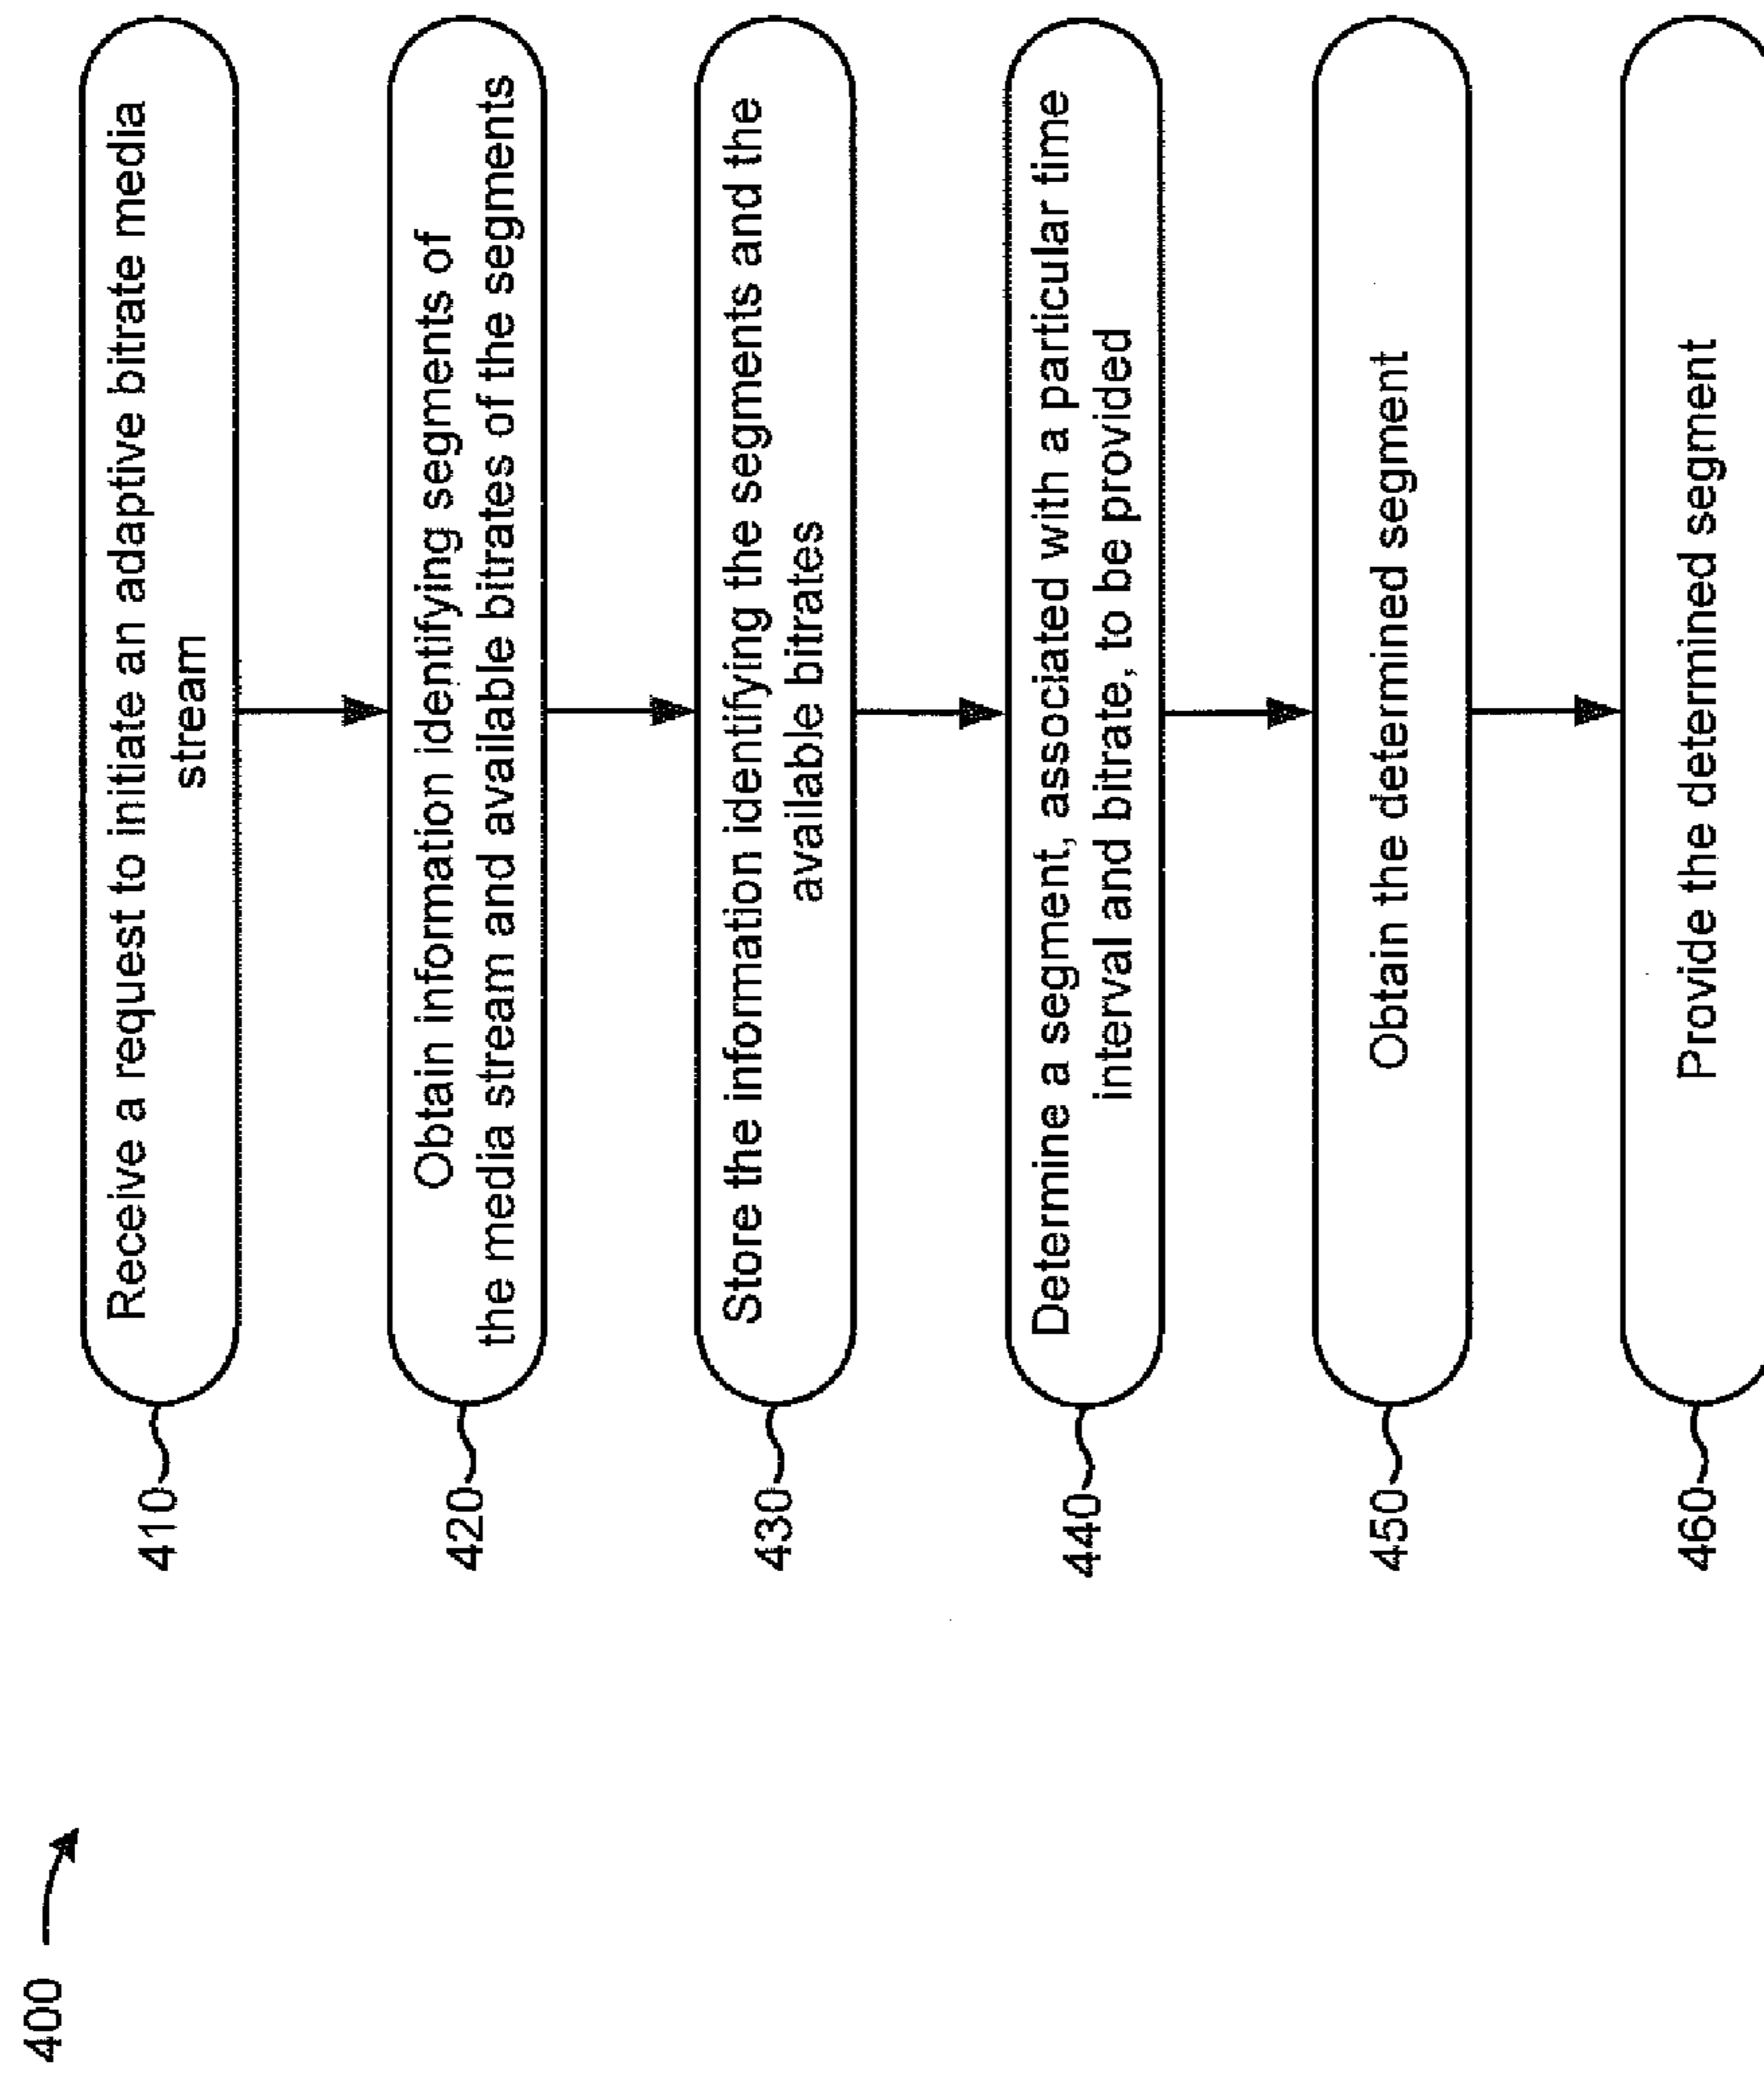 400
410
Receive a request to initiate an adaptive bitrate media
stream
420
Obtain information identifying segments of
the media stream and available bitrates of the segments
430
Store the information identifying the segments and the
available bitrates
440
Determine a segment, associated with a particular time
interval and bitrate, to be provided
450
Obtain the determined segment
460
Provide the determined segment